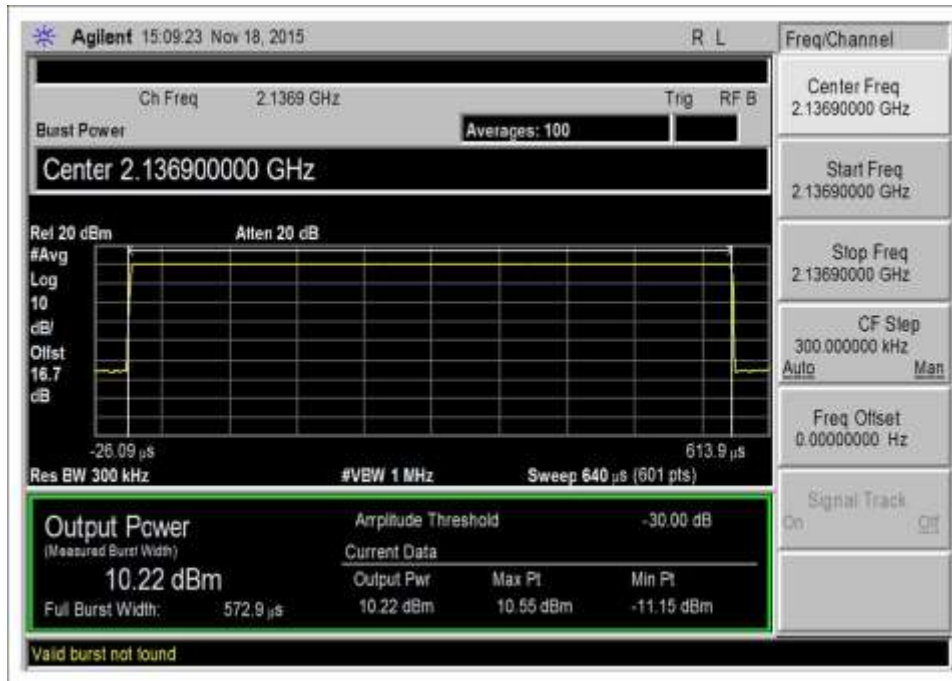 Agilent 15:09:23 Nov 18, 2015 R L
Freq/Channel
Ch Freq 2.1369 GHz Trig RF B
Burst Power Averages: 100
Center 2.136900000 GHz
Center Freq
2.13690000 GHz
Start Freq
2.13690000 GHz
Stop Freq
2.13690000 GHz
CF Step
300.000000 kHz
Auto Man
Freq Offset
0.00000000 Hz
Signal Track
On Off
Ref 20 dBm Atten 20 dB
#Avg
Log
10
dB/
Offst
16.7
dB
-26.09 µs 613.9 µs
Res BW 300 kHz #VBW 1 MHz Sweep 640 µs (601 pts)
Output Power
(Measured Burst Width)
10.22 dBm
Full Burst Width: 572.9 µs
Amplitude Threshold -30.00 dB
Current Data
Output Pwr Max Pt Min Pt
10.22 dBm 10.55 dBm -11.15 dBm
Valid burst not found